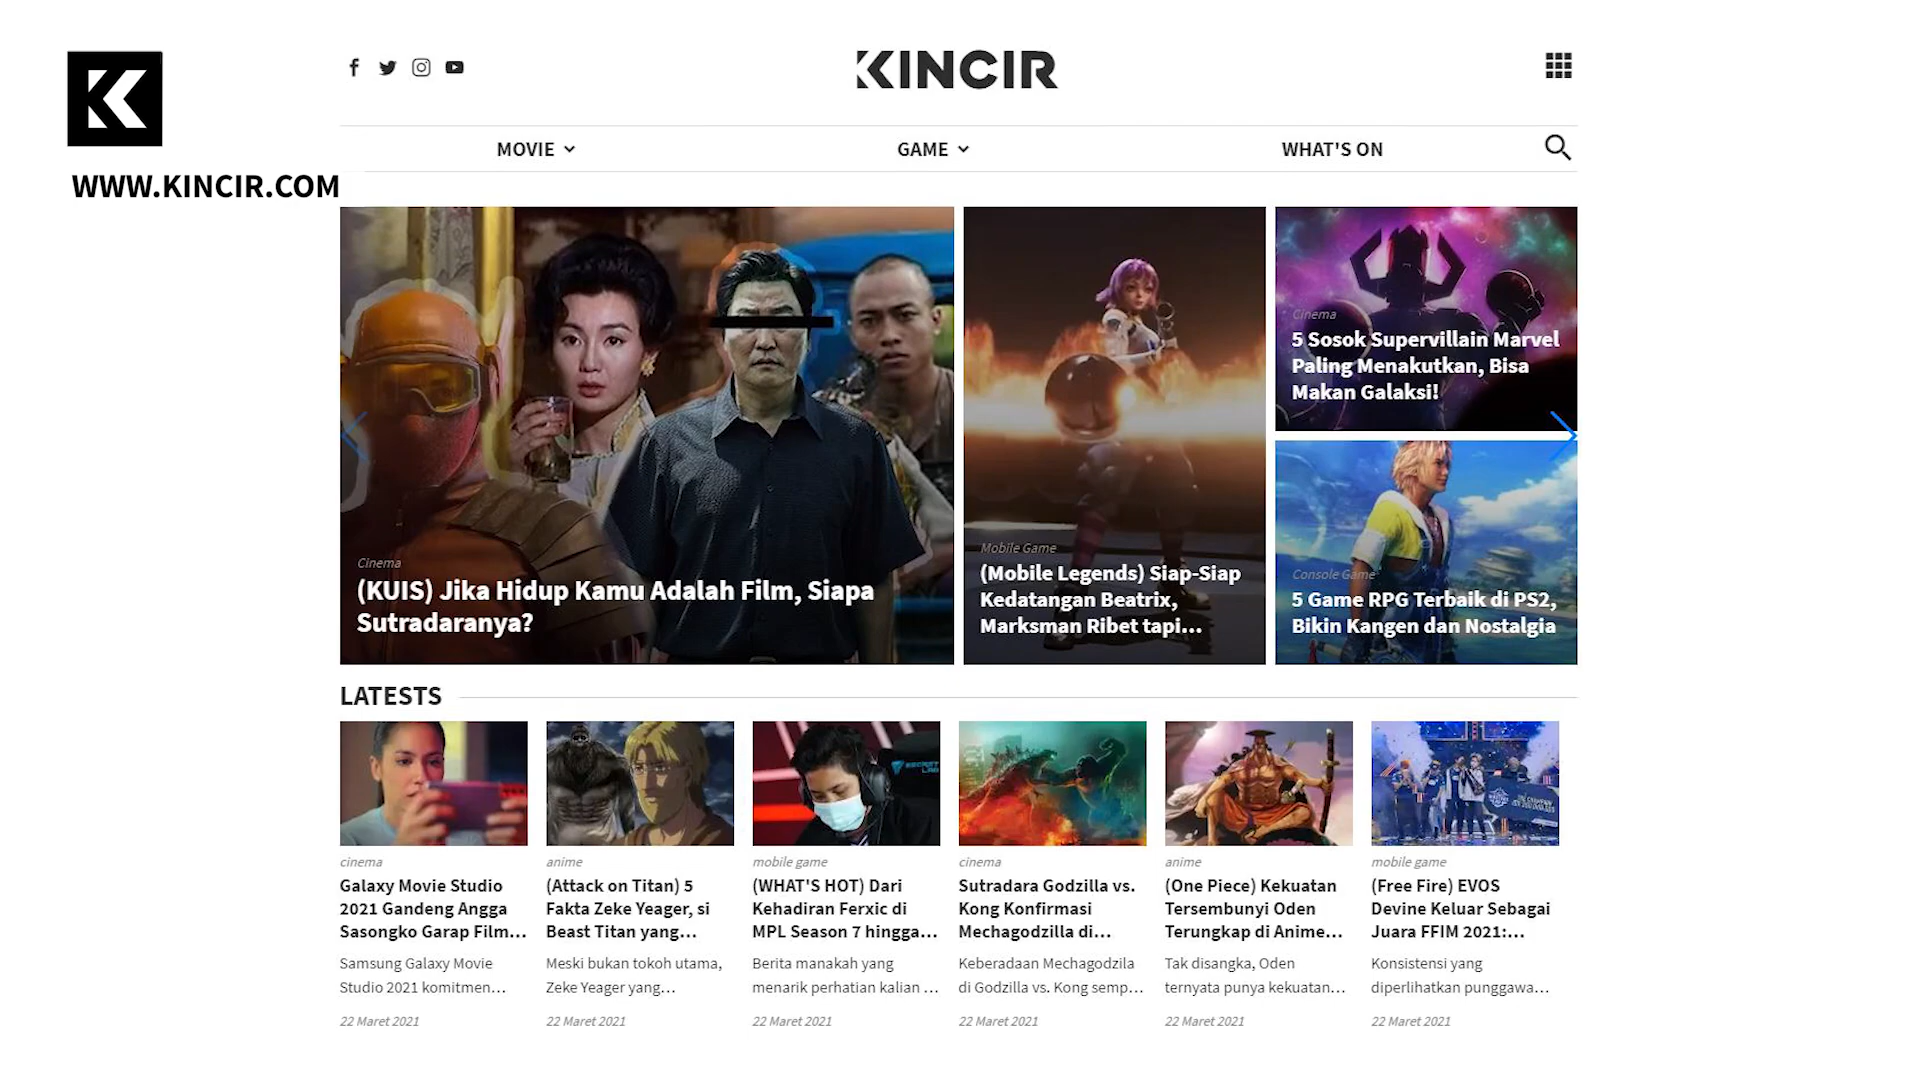 KINCIR
WWW.KINCIR.COM
MOVIE
GAME
WHAT'S ON
Cinema
(KUIS) Jika Hidup Kamu Adalah Film, Siapa
Sutradaranya?
Mobile Game
(Mobile Legends) Siap-Siap
Kedatangan Beatrix,
Marksman Ribet tapi...
Cinema
5 Sosok Supervillain Marvel
Paling Menakutkan, Bisa
Makan Galaksi!
Console Game
5 Game RPG Terbaik di PS2,
Bikin Kangen dan Nostalgia
LATESTS
SECRET
LAB
cinema
Galaxy Movie Studio
2021 Gandeng Angga
Sasongko Garap Film...
Samsung Galaxy Movie
Studio 2021 komitmen...
22 Maret 2021
anime
(Attack on Titan) 5
Fakta Zeke Yeager, si
Beast Titan yang...
Meski bukan tokoh utama,
Zeke Yeager yang...
22 Maret 2021
mobile game
(WHAT'S HOT) Dari
Kehadiran Ferxic di
MPL Season 7 hingga...
Berita manakah yang
menarik perhatian kalian ...
22 Maret 2021
cinema
Sutradara Godzilla vs.
Kong Konfirmasi
Mechagodzilla di...
Keberadaan Mechagodzila
di Godzilla vs. Kong semp...
22 Maret 2021
anime
(One Piece) Kekuatan
Tersembunyi Oden
Terungkap di Anime...
Tak disangka, Oden
ternyata punya kekuatan...
22 Maret 2021
mobile game
(Free Fire) EVOS
Devine Keluar Sebagai
Juara FFIM 2021:...
Konsistensi yang
diperlihatkan punggawa...
22 Maret 2021